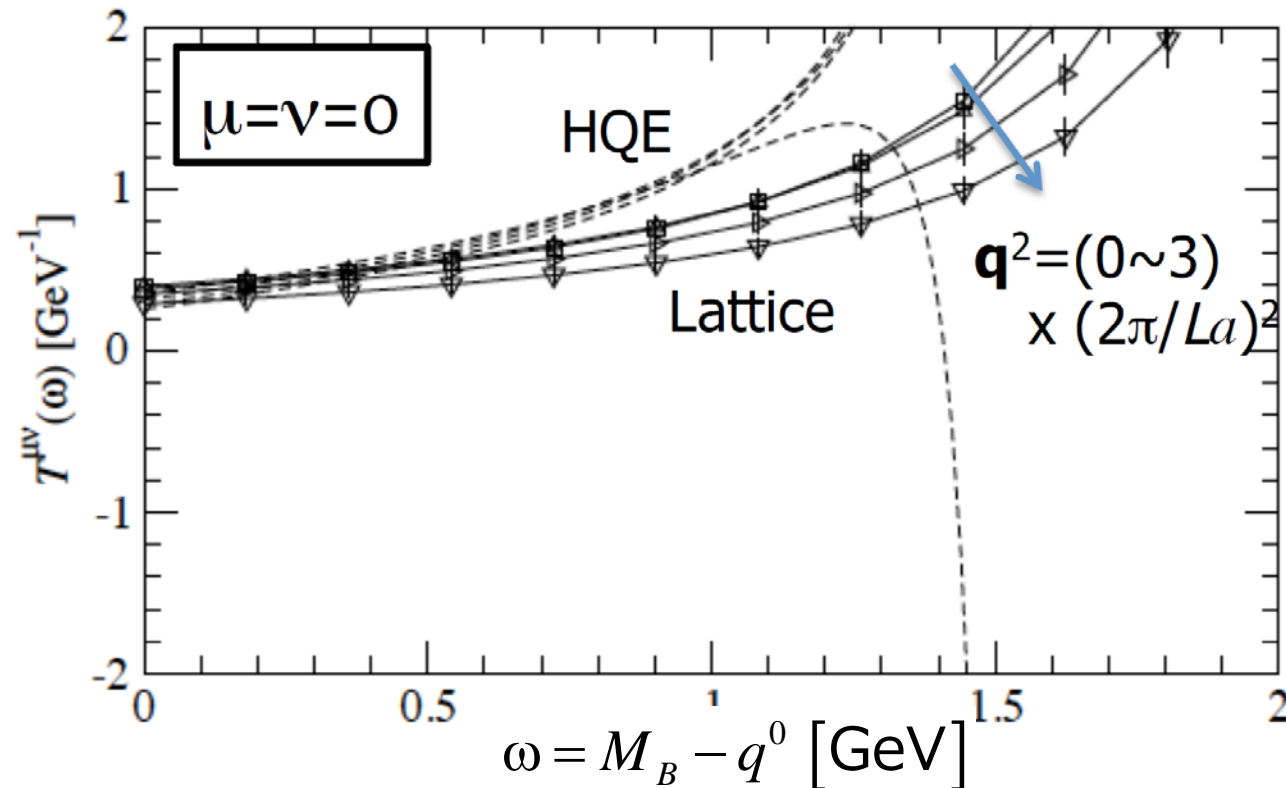 2
μ=ν=0
HQE
1
q²=(0~3)
x (2π/La)²
Lattice
0
T^μν(ω) [GeV⁻¹]
-1
-2
0 0.5 1 1.5 2
ω = M_B − q⁰ [GeV]